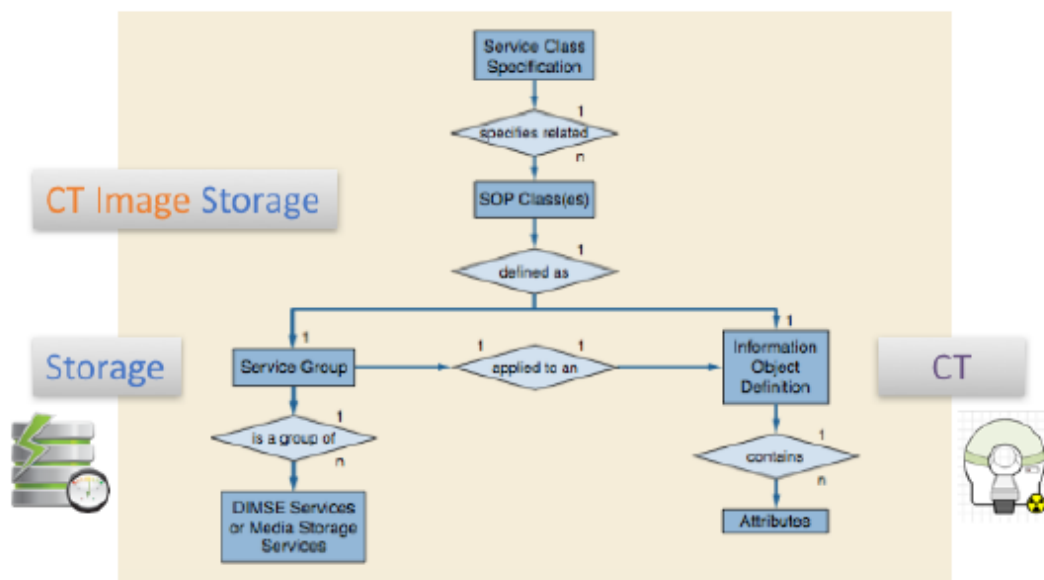 Service Class
Specification
1
specifies related
n
CT Image Storage
SOP Class(es)
1
defined as
1
1
Storage
Service Group
1
applied to an
1
Information
Object
Definition
CT
1
is a group of
n
1
contains
n
DIMSE Services
or Media Storage
Services
Attributes